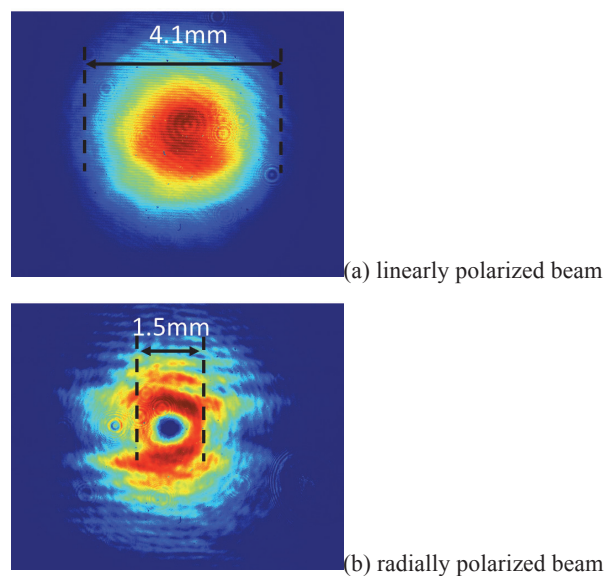 4.1mm
(a) linearly polarized beam
1.5mm
(b) radially polarized beam